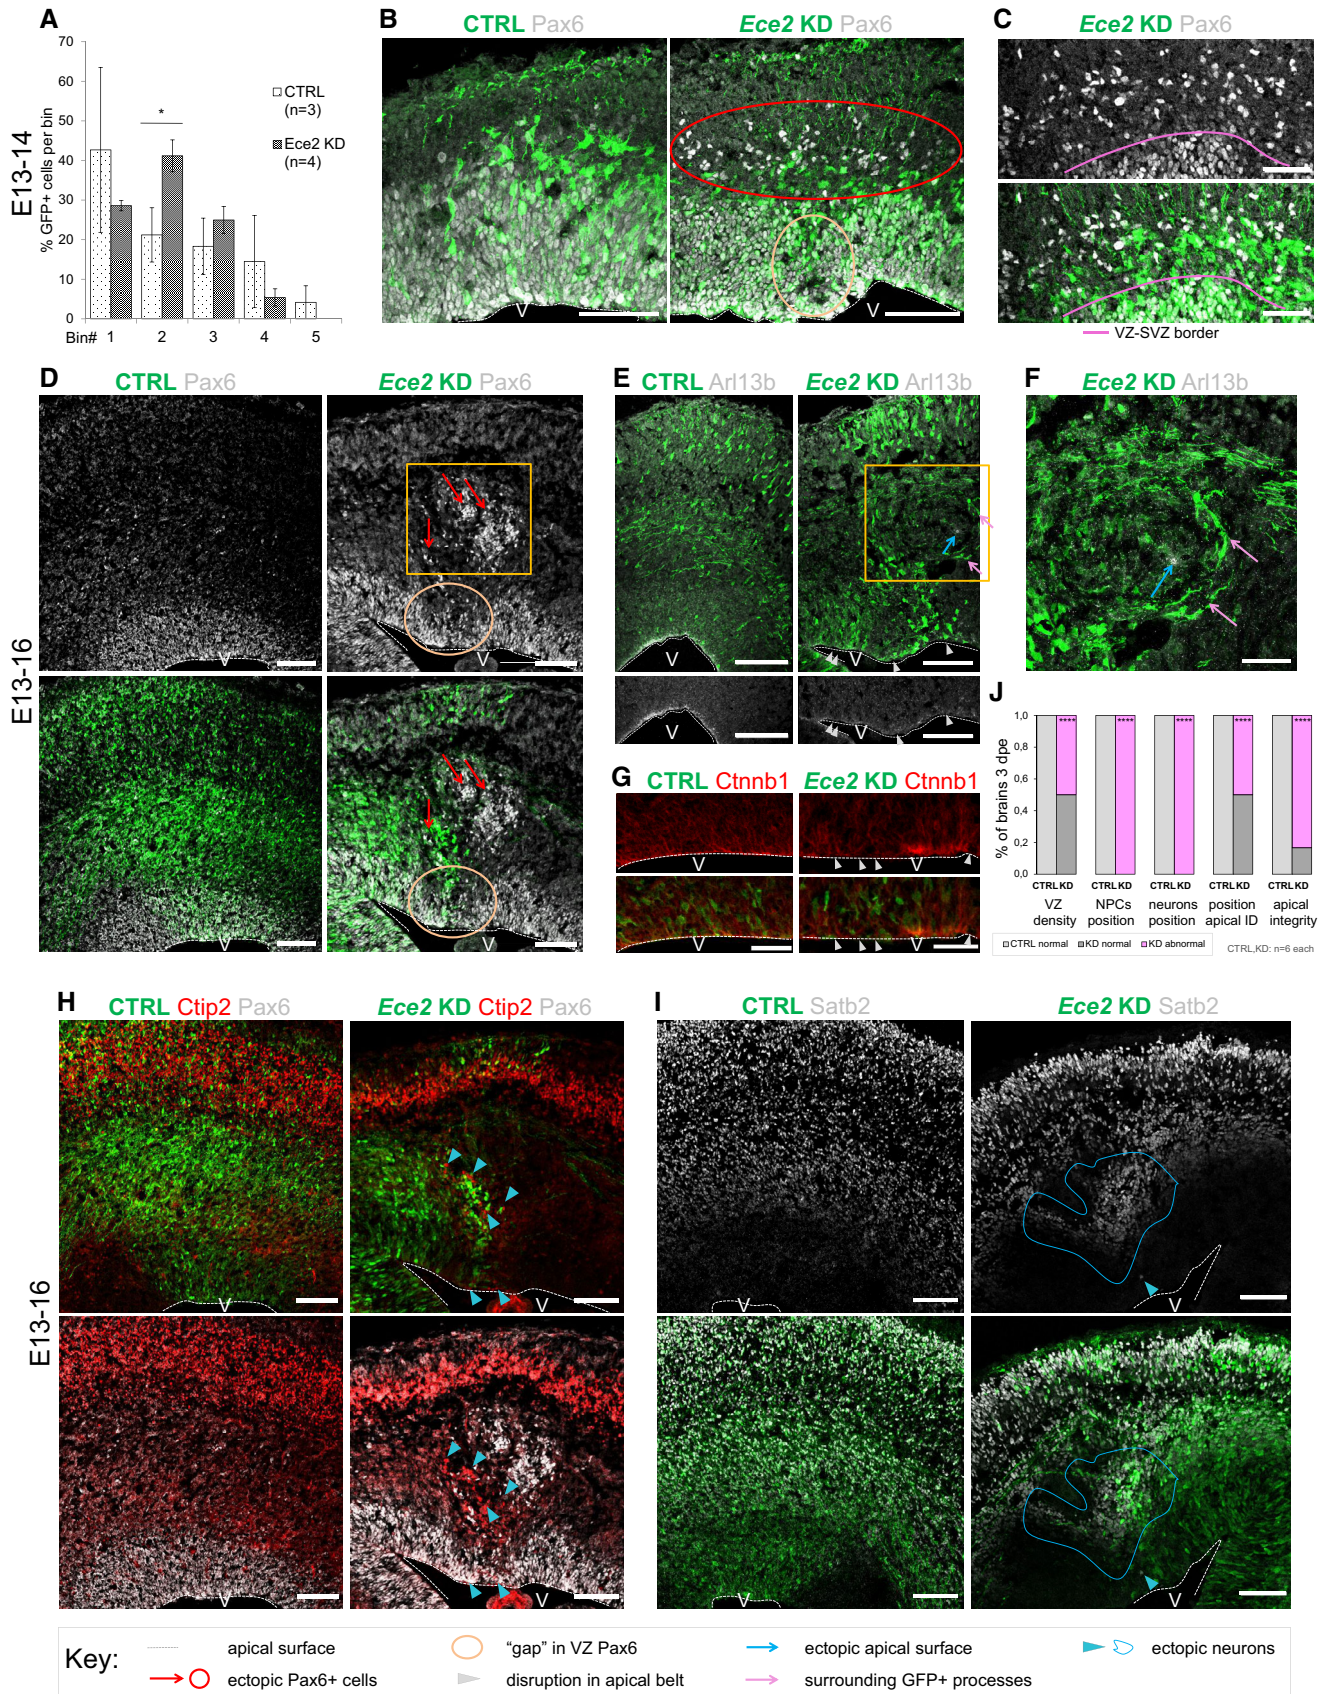 A
70
60
50
40
30
20
10
0
% GFP+ cells per bin
E13-14
CTRL
(n=3)
Ece2 KD
(n=4)
*
Bin# 1 2 3 4 5
B
CTRL Pax6
Ece2 KD Pax6
V
V
C
Ece2 KD Pax6
VZ-SVZ border
D
CTRL Pax6
Ece2 KD Pax6
E13-16
V
V
V
V
E
CTRL Arl13b
Ece2 KD Arl13b
V
V
V
V
F
Ece2 KD Arl13b
G
CTRL Ctnnb1
Ece2 KD Ctnnb1
V
V
V
V
J
% of brains 3 dpe
1,0
0,8
0,6
0,4
0,2
0,0
**** **** **** **** ****
CTRL KD CTRL KD CTRL KD CTRL KD CTRL KD
VZ density
NPCs position
neurons position
position apical ID
apical integrity
CTRL normal KD normal KD abnormal
CTRL,KD: n=6 each
H
CTRL Ctip2 Pax6
Ece2 KD Ctip2 Pax6
E13-16
V
V
V
V
I
CTRL Satb2
Ece2 KD Satb2
V
V
V
V
Key:
apical surface
"gap" in VZ Pax6
ectopic apical surface
ectopic neurons
ectopic Pax6+ cells
disruption in apical belt
surrounding GFP+ processes